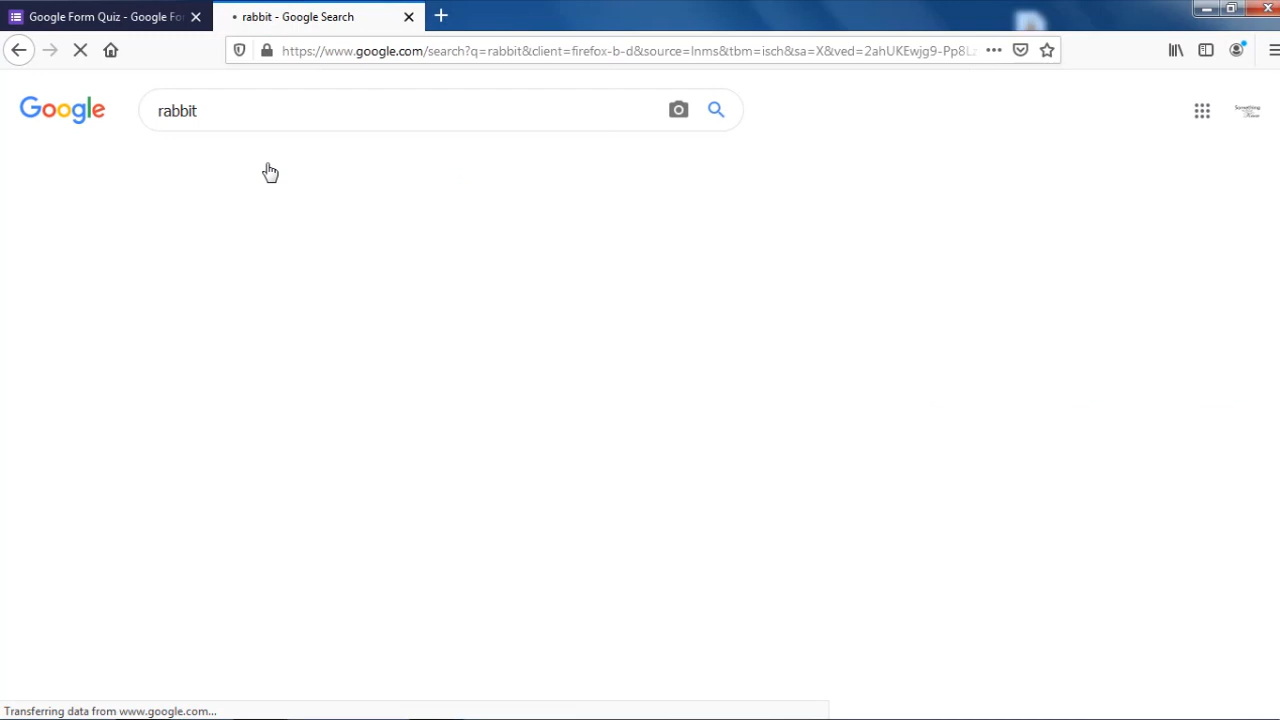 Google Form Quiz - Google Fo
rabbit - Google Search
https://www.google.com/search?q=rabbit&client=firefox-b-d&source=lnms&tbm=isch&sa=X&ved=2ahUKEwjg9-Pp8L
Google
rabbit
Something
Transferring data from www.google.com...